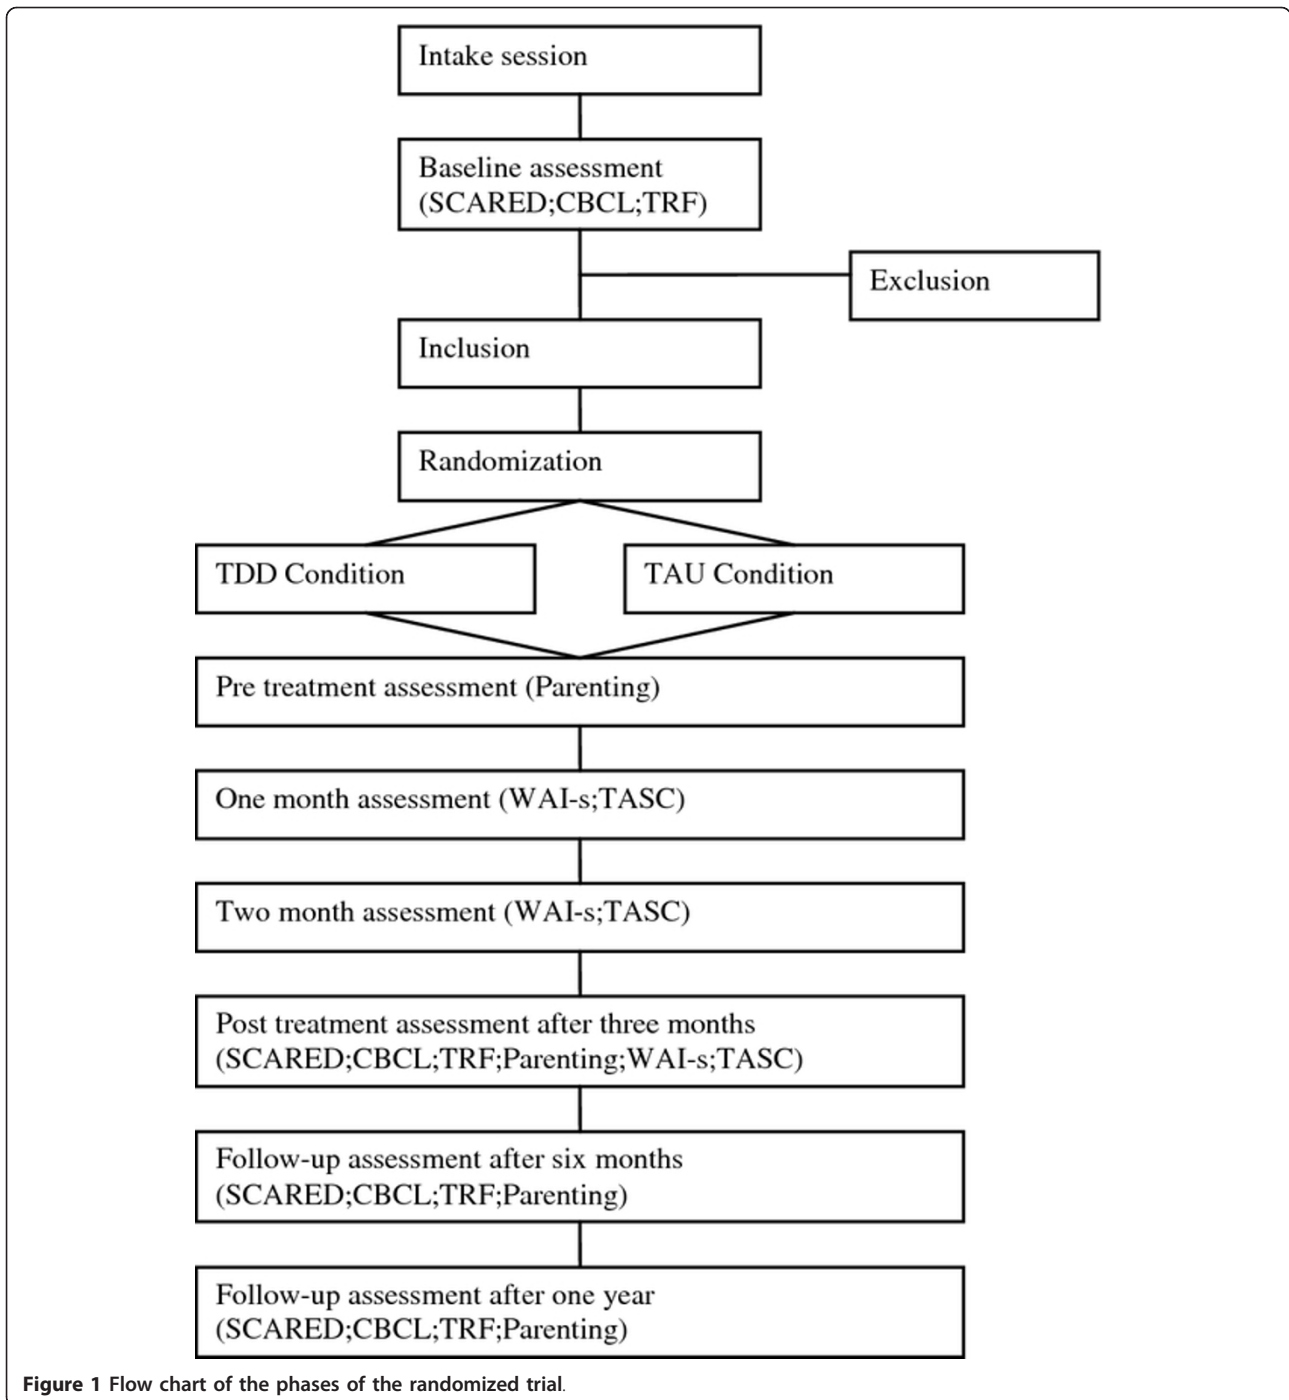 Intake session
Baseline assessment
(SCARED;CBCL;TRF)
Exclusion
Inclusion
Randomization
TDD Condition
TAU Condition
Pre treatment assessment (Parenting)
One month assessment (WAI-s;TASC)
Two month assessment (WAI-s;TASC)
Post treatment assessment after three months
(SCARED;CBCL;TRF;Parenting;WAI-s;TASC)
Follow-up assessment after six months
(SCARED;CBCL;TRF;Parenting)
Follow-up assessment after one year
(SCARED;CBCL;TRF;Parenting)
Figure 1 Flow chart of the phases of the randomized trial.